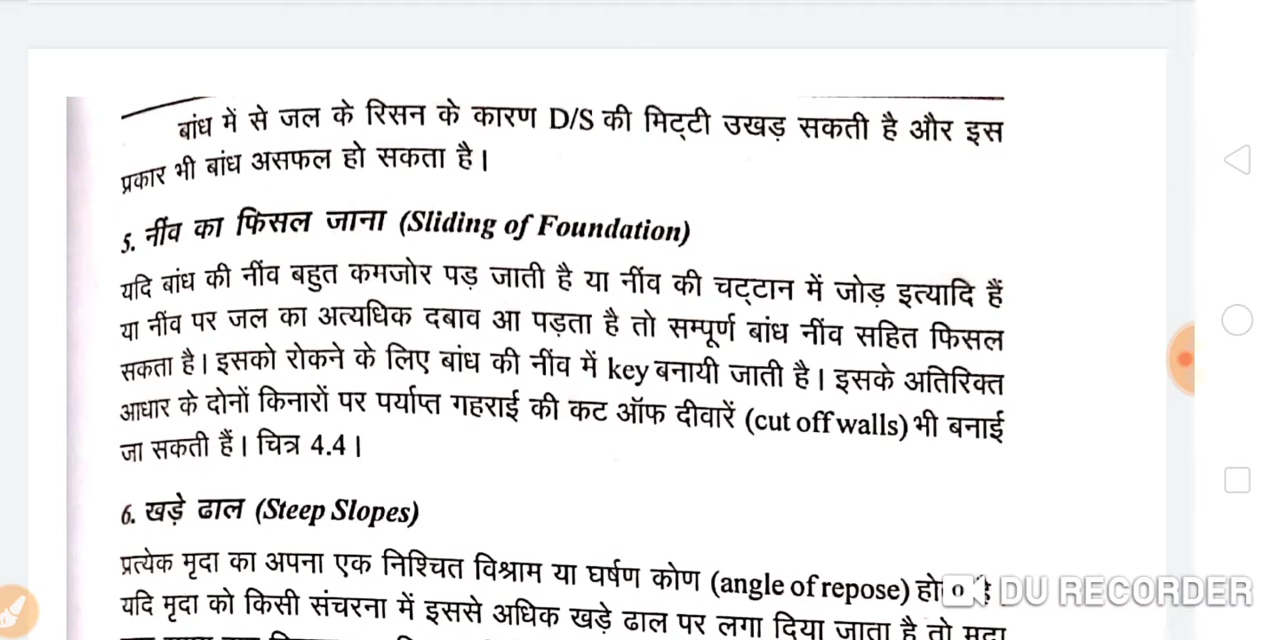 बांध में से जल के रिसन के कारण D/S की मिट्टी उखड़ सकती है और इस
प्रकार भी बांध असफल हो सकता है।
5. नींव का फिसल जाना (Sliding of Foundation)
यदि बांध की नींव बहुत कमजोर पड़ जाती है या नींव की चट्टान में जोड़ इत्यादि हैं
या नींव पर जल का अत्यधिक दबाव आ पड़ता है तो सम्पूर्ण बांध नींव सहित फिसल
सकता है। इसको रोकने के लिए बांध की नींव में key बनायी जाती है। इसके अतिरिक्त
आधार के दोनों किनारों पर पर्याप्त गहराई की कट ऑफ दीवारें (cut off walls) भी बनाई
जा सकती हैं। चित्र 4.4।
6. खड़े ढाल (Steep Slopes)
प्रत्येक मृदा का अपना एक निश्चित विश्राम या घर्षण कोण (angle of repose)
DU RECORDER
यदि मृदा को किसी संचरना में इससे अधिक खड़े ढाल पर लगा दिया जाता है तो मृदा